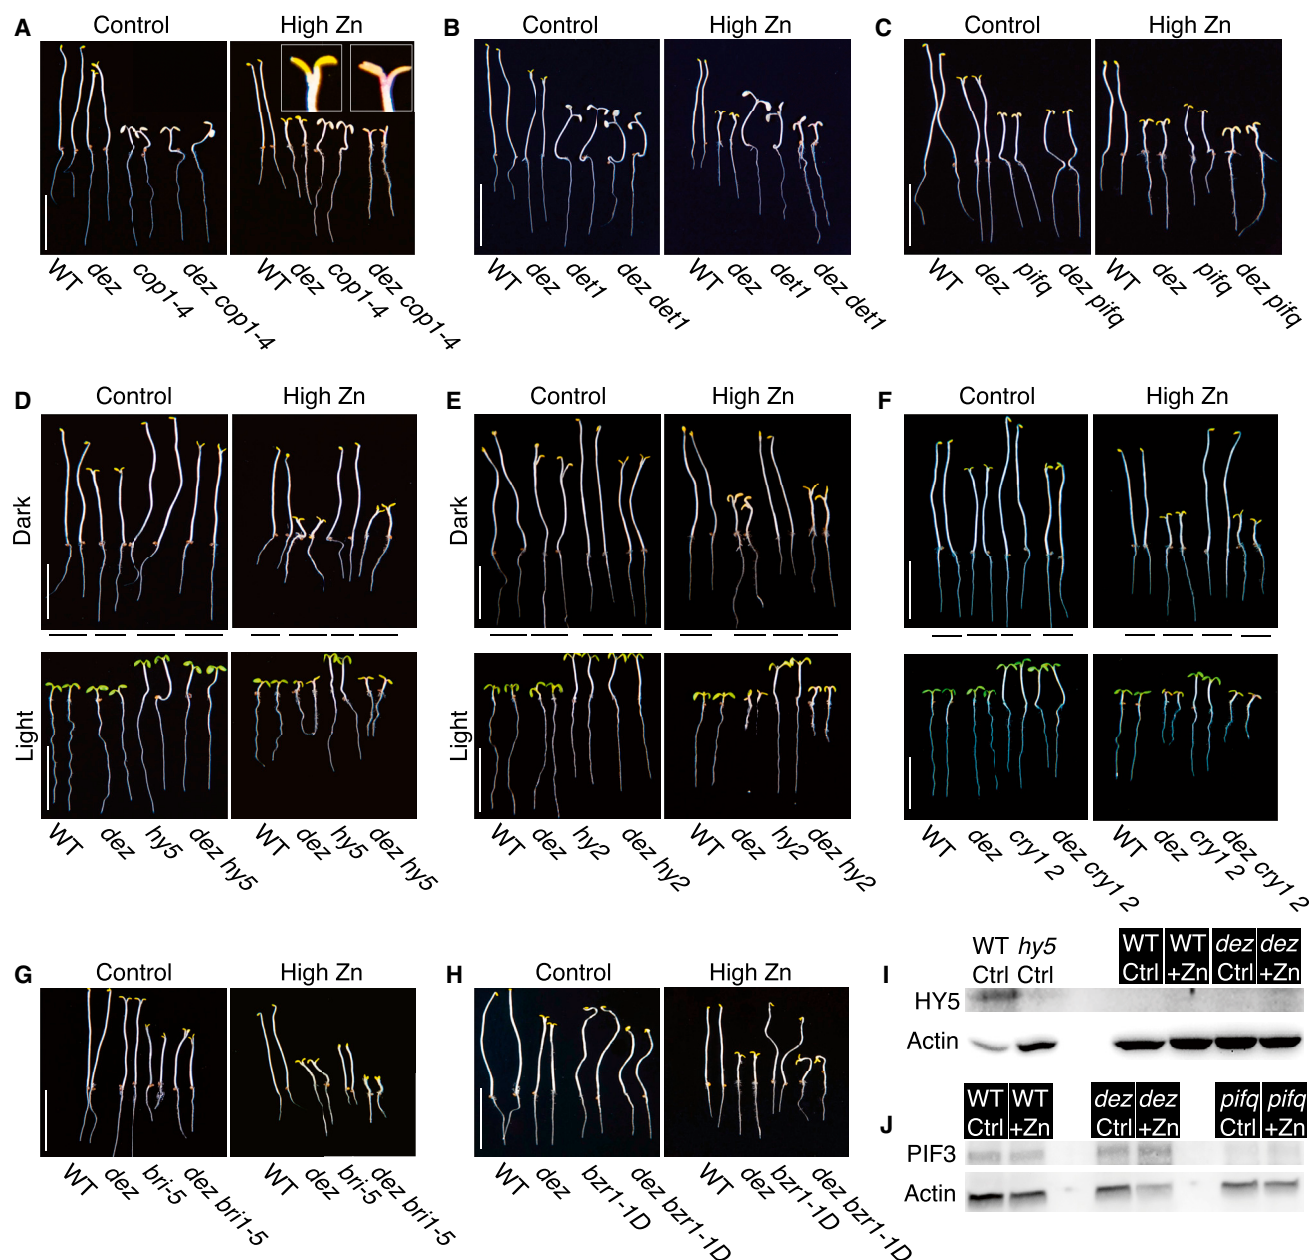 A Control High Zn
B Control High Zn
C Control High Zn
WT dez cop1-4 dez cop1-4 WT dez cop1-4 dez cop1-4
WT dez det1 dez det1 WT dez det1 dez det1
WT dez pifq dez pifq WT dez pifq dez pifq
D Control High Zn
E Control High Zn
F Control High Zn
Dark
Dark
Light
Light
WT dez hy5 dez hy5 WT dez hy5 dez hy5
WT dez hy2 dez hy2 WT dez hy2 dez hy2
WT dez cry1 2 dez cry1 2 WT dez cry1 2 dez cry1 2
G Control High Zn
WT dez bri-5 dez bri1-5 WT dez bri-5 dez bri1-5
H Control High Zn
WT dez bzr1-1D dez bzr1-1D WT dez bzr1-1D dez bzr1-1D
WT hy5 WT WT dez dez
I Ctrl Ctrl Ctrl +Zn Ctrl +Zn
HY5
Actin
WT WT dez dez pifq pifq
J Ctrl +Zn Ctrl +Zn Ctrl +Zn
PIF3
Actin